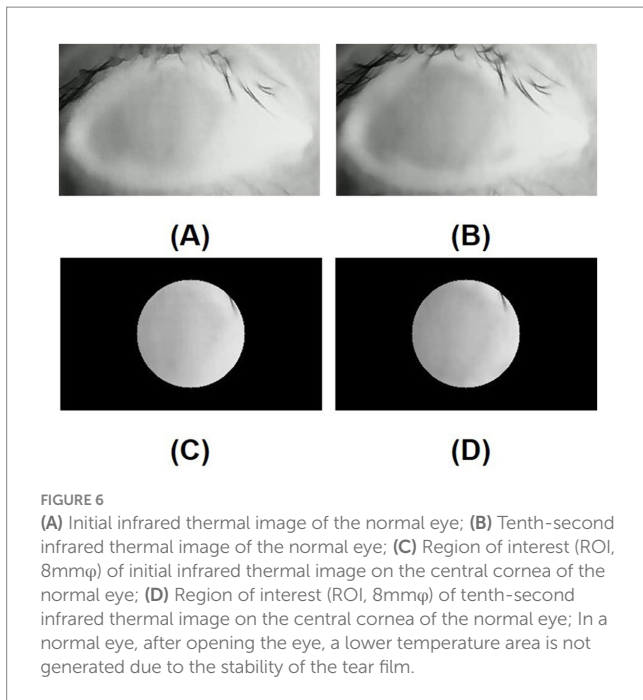 (A) (B)
(C) (D)
FIGURE 6
(A) Initial infrared thermal image of the normal eye; (B) Tenth-second
infrared thermal image of the normal eye; (C) Region of interest (ROI,
8mmφ) of initial infrared thermal image on the central cornea of the
normal eye; (D) Region of interest (ROI, 8mmφ) of tenth-second
infrared thermal image on the central cornea of the normal eye; In a
normal eye, after opening the eye, a lower temperature area is not
generated due to the stability of the tear film.